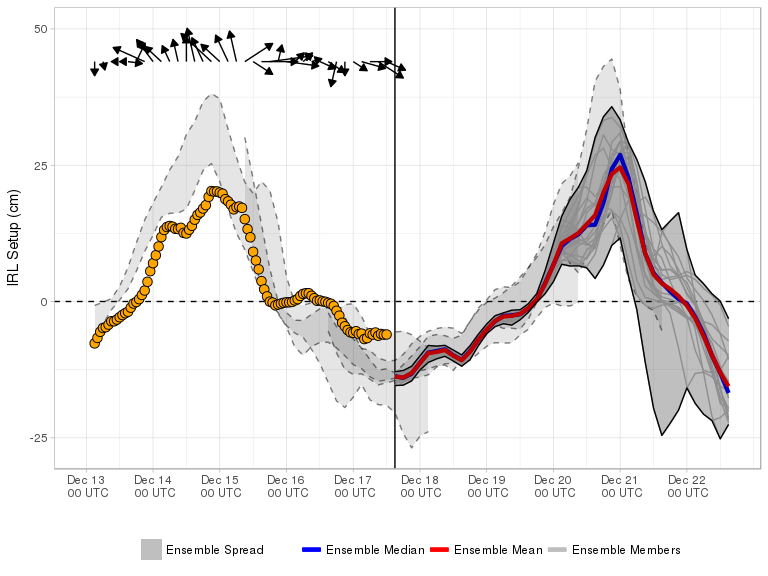 IRL Setup (cm)
50
25
0
-25
Dec 13 Dec 14 Dec 15 Dec 16 Dec 17 Dec 18 Dec 19 Dec 20 Dec 21 Dec 22
00 UTC 00 UTC 00 UTC 00 UTC 00 UTC 00 UTC 00 UTC 00 UTC 00 UTC 00 UTC
Ensemble Spread Ensemble Median Ensemble Mean Ensemble Members